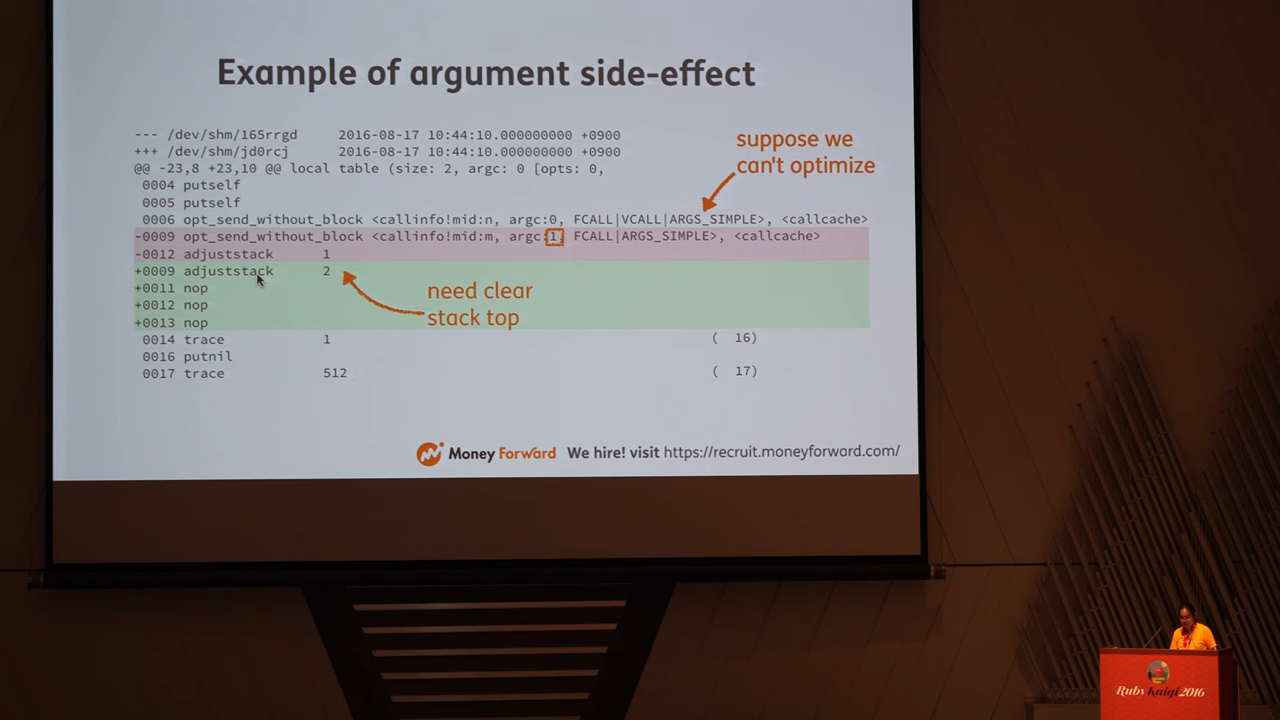 Example of argument side-effect
--- /dev/shm/165rrgd 2016-08-17 10:44:10.000000000 +0900
+++ /dev/shm/jd0rcj 2016-08-17 10:44:10.000000000 +0900
@@ -23,8 +23,10 @@ local table (size: 2, argc: 0 [opts: 0,
suppose we
can't optimize
0004 putself
0005 putself
0006 opt_send_without_block <callinfo!mid:n, argc:0, FCALL|VCALL|ARGS_SIMPLE>, <callcache>
-0009 opt_send_without_block <callinfo!mid:m, argc:1, FCALL|ARGS_SIMPLE>, <callcache>
-0012 adjuststack 1
+0009 adjuststack 2
+0011 nop
+0012 nop
+0013 nop
need clear
stack top
0014 trace 1 ( 16)
0016 putnil
0017 trace 512 ( 17)
Money Forward We hire! visit https://recruit.moneyforward.com/
RubyKaigi2016